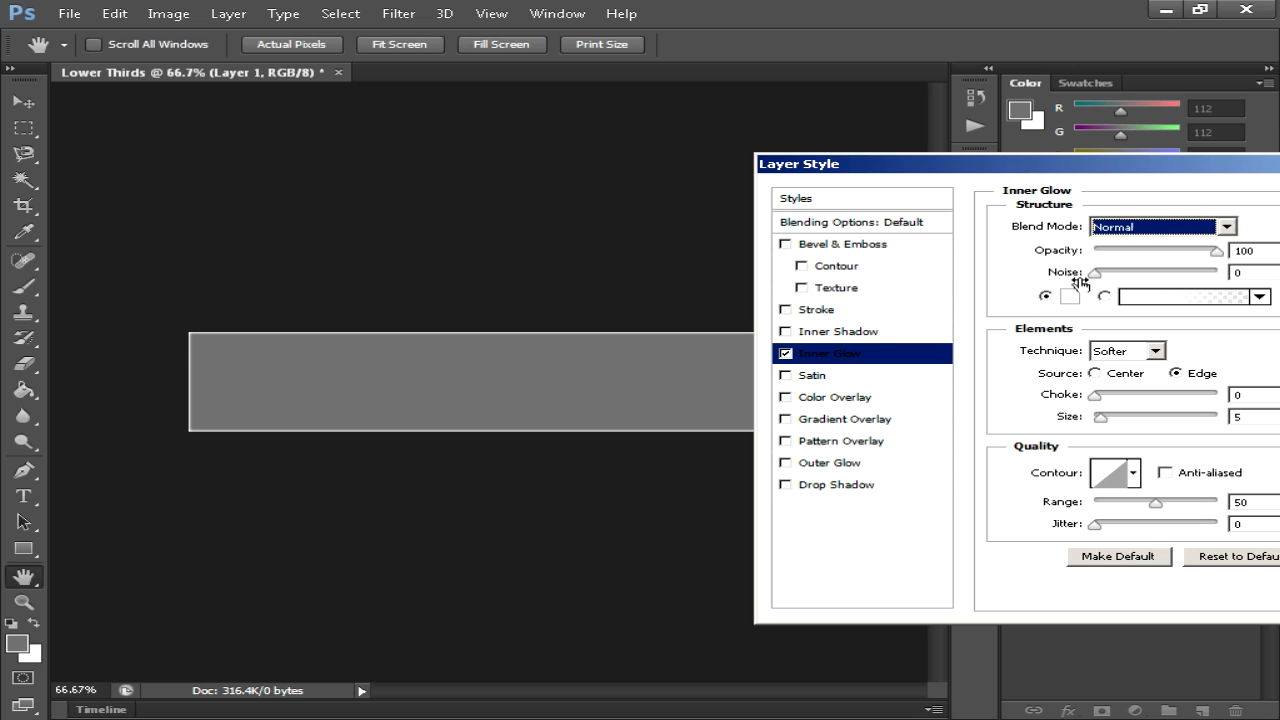 Ps File Edit Image Layer Type Select Filter 3D View Window Help
Scroll All Windows Actual Pixels Fit Screen Fill Screen Print Size
Lower Thirds @ 66.7% (Layer 1, RGB/8) * ×
Color Swatches
R 112
G 112
Layer Style
Styles
Blending Options: Default
Bevel & Emboss
Contour
Texture
Stroke
Inner Shadow
Inner Glow
Satin
Color Overlay
Gradient Overlay
Pattern Overlay
Outer Glow
Drop Shadow
Inner Glow
Structure
Blend Mode: Normal
Opacity: 100
Noise: 0
Elements
Technique: Softer
Source: Center Edge
Choke: 0
Size: 5
Quality
Contour: Anti-aliased
Range: 50
Jitter: 0
Make Default Reset to Defau
66.67% Doc: 316.4K/0 bytes
Timeline
fx